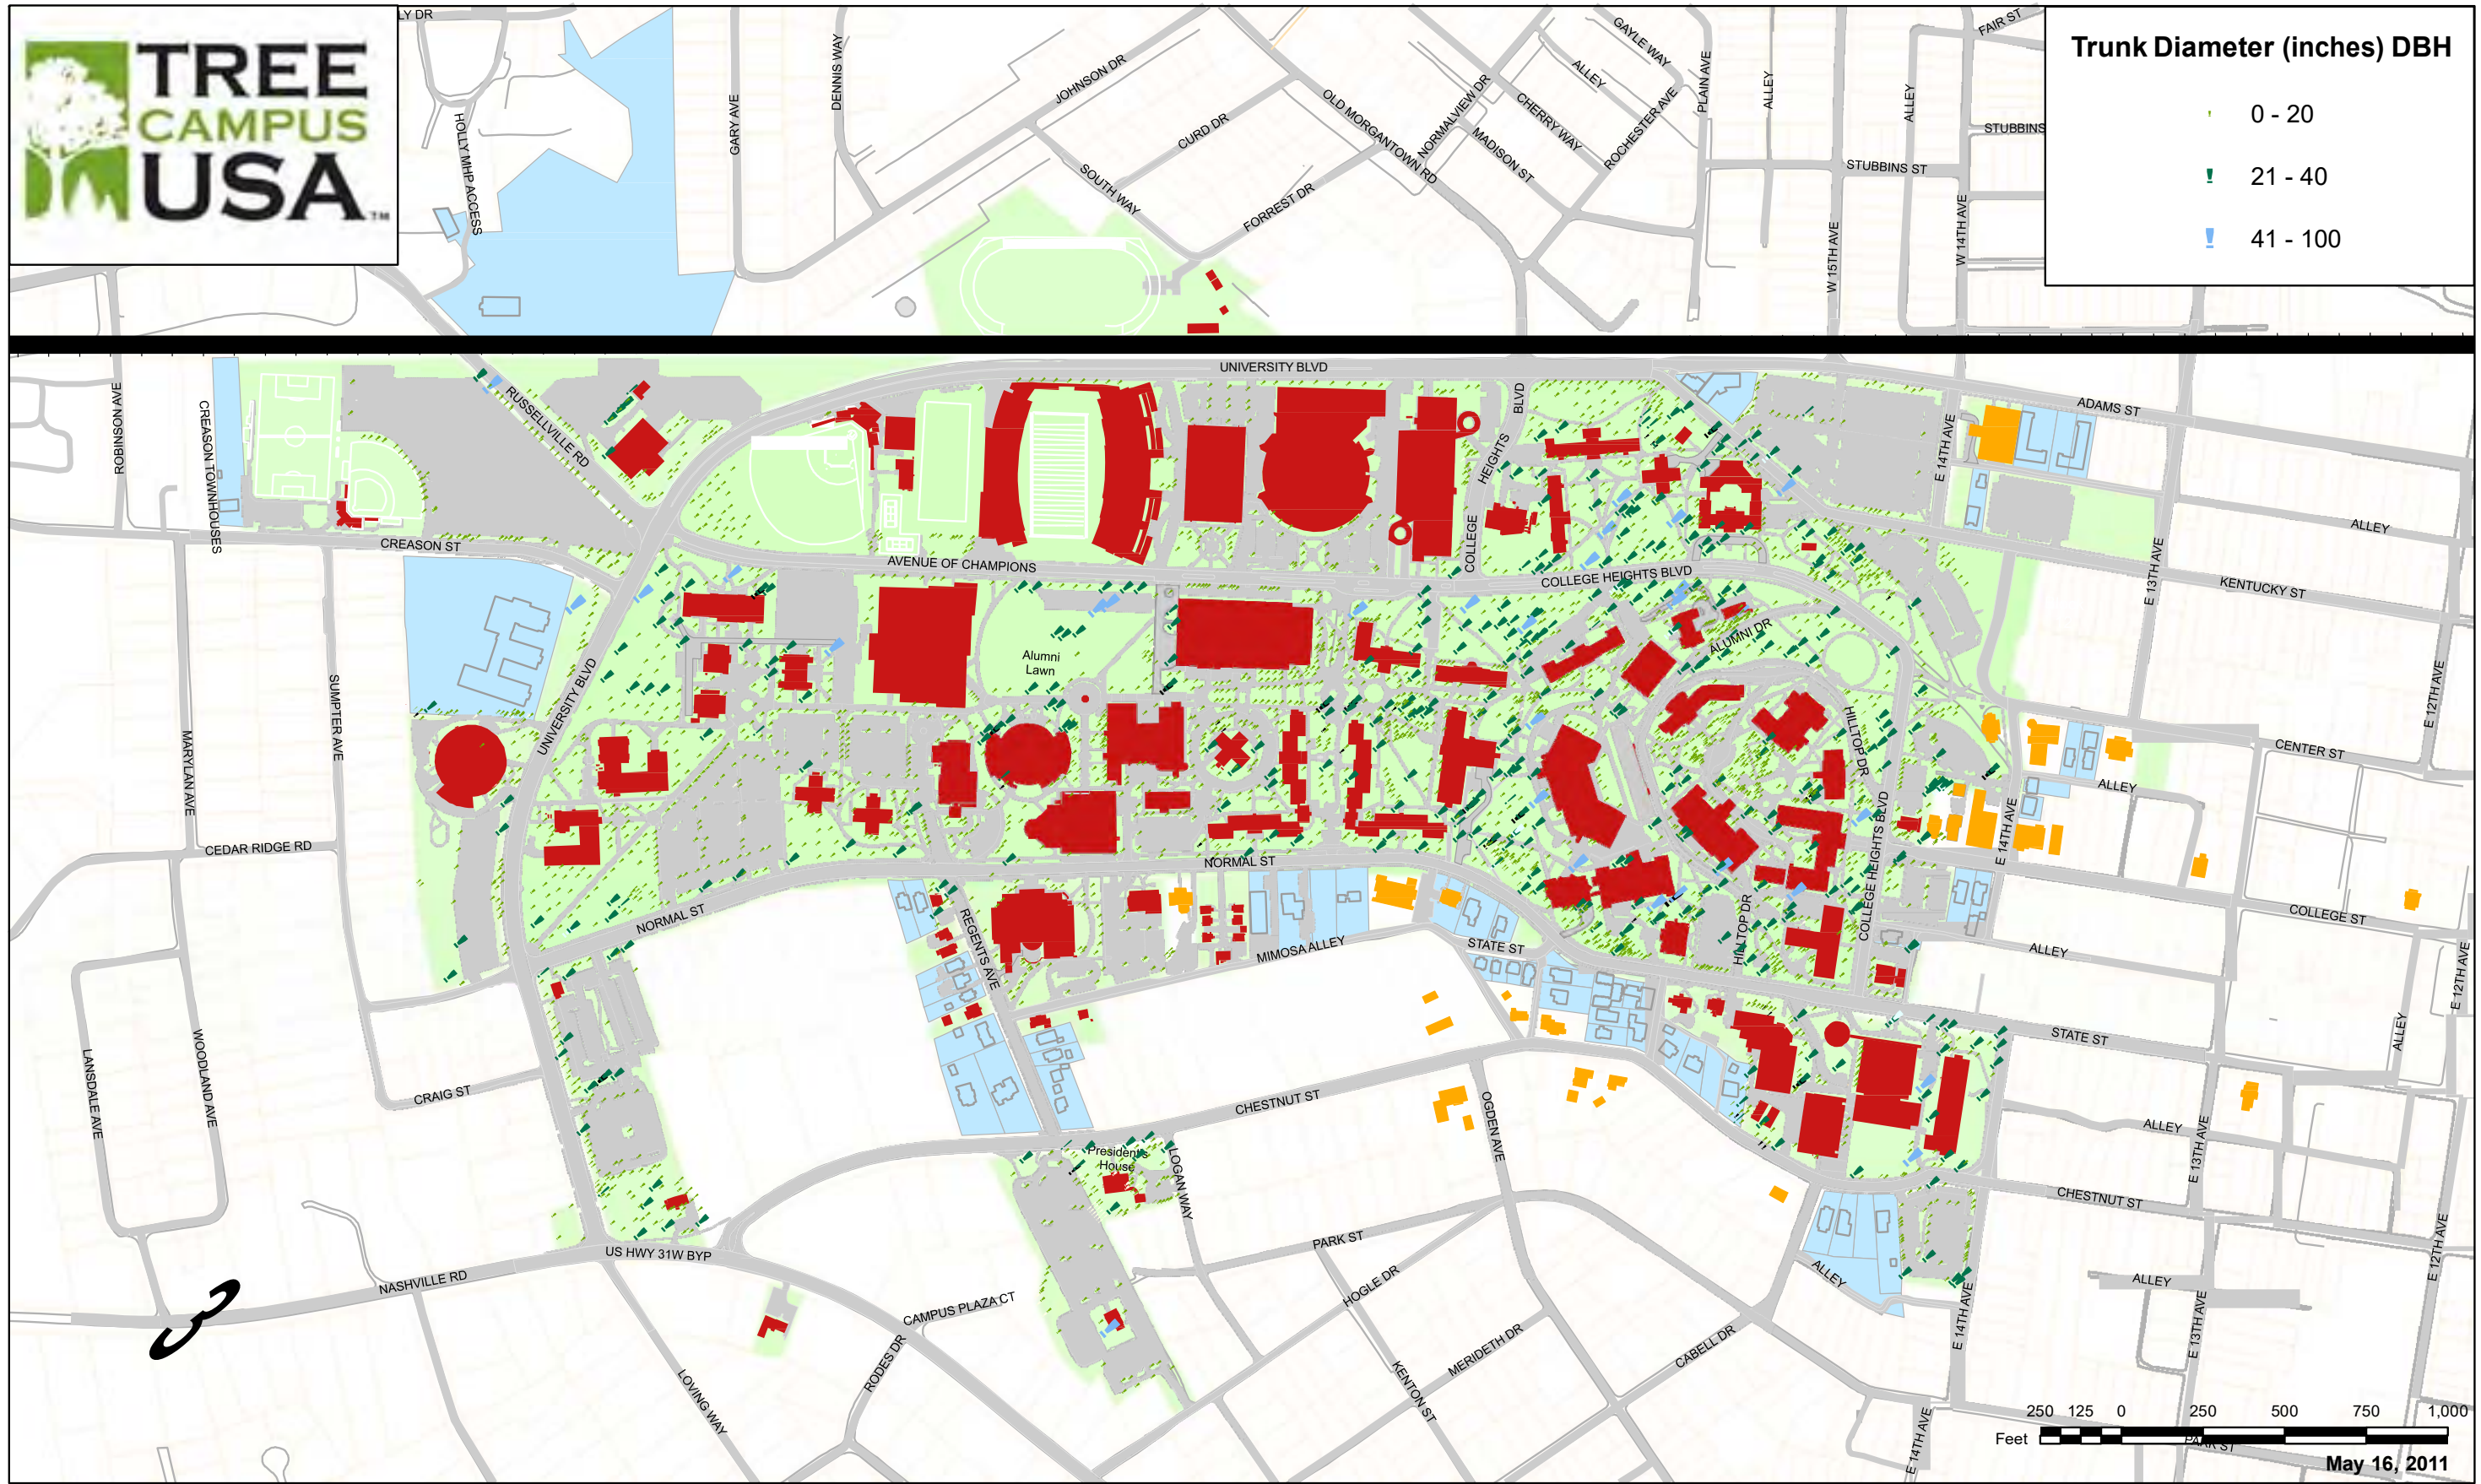 TREE
CAMPUS
USA™
Trunk Diameter (inches) DBH
0 - 20
21 - 40
41 - 100
LY DR
HOLLY MHP ACCESS
GARY AVE
DENNIS WAY
JOHNSON DR
CURD DR
SOUTH WAY
FORREST DR
OLD MORGANTOWN RD
NORMALVIEW DR
MADISON ST
CHERRY WAY
ALLEY
GAYLE WAY
ROCHESTER AVE
PLAIN AVE
ALLEY
STUBBINS ST
W 15TH AVE
ALLEY
W 14TH AVE
FAIR ST
STUBBINS
UNIVERSITY BLVD
ROBINSON AVE
CREASON TOWNHOUSES
RUSSELLVILLE RD
CREASON ST
AVENUE OF CHAMPIONS
COLLEGE
HEIGHTS
BLVD
COLLEGE HEIGHTS BLVD
E 14TH AVE
ADAMS ST
ALLEY
E 13TH AVE
KENTUCKY ST
E 12TH AVE
UNIVERSITY BLVD
SUMPTER AVE
MARYLAN AVE
Alumni
Lawn
ALUMNI DR
HILLTOP DR
CENTER ST
ALLEY
E 14TH AVE
COLLEGE HEIGHTS BLVD
CEDAR RIDGE RD
NORMAL ST
NORMAL ST
REGENTS AVE
MIMOSA ALLEY
STATE ST
HILLTOP DR
COLLEGE ST
ALLEY
E 12TH AVE
LANSDALE AVE
WOODLAND AVE
CRAIG ST
CHESTNUT ST
OGDEN AVE
STATE ST
ALLEY
ALLEY
E 13TH AVE
President's
House
LOGAN WAY
CHESTNUT ST
E 12TH AVE
US HWY 31W BYP
NASHVILLE RD
PARK ST
HOGLE DR
ALLEY
ALLEY
CAMPUS PLAZA CT
RODES DR
LOVING WAY
KENTON ST
MERIDETH DR
CABELL DR
E 14TH AVE
E 13TH AVE
E 14TH AVE
PARK ST
250 125 0 250 500 750 1,000
Feet
May 16, 2011